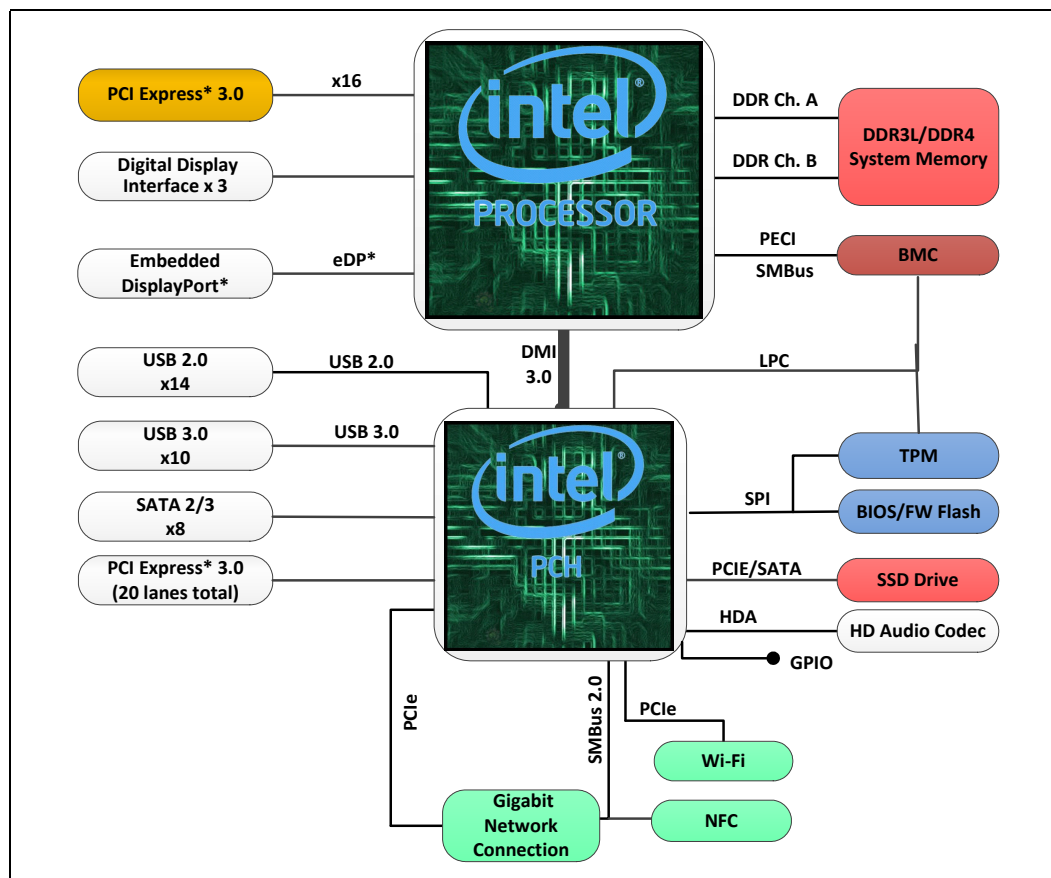 PCI Express* 3.0
x16
Digital Display
Interface x 3
Embedded
DisplayPort*
eDP*
intel®
PROCESSOR
DDR Ch. A
DDR Ch. B
DDR3L/DDR4
System Memory
PECI
SMBus
BMC
DMI
3.0
LPC
USB 2.0
x14
USB 2.0
USB 3.0
x10
USB 3.0
SATA 2/3
x8
PCI Express* 3.0
(20 lanes total)
intel®
PCH
SPI
TPM
BIOS/FW Flash
PCIE/SATA
SSD Drive
HDA
HD Audio Codec
GPIO
PCIe
SMBus 2.0
PCIe
Wi-Fi
Gigabit
Network
Connection
NFC